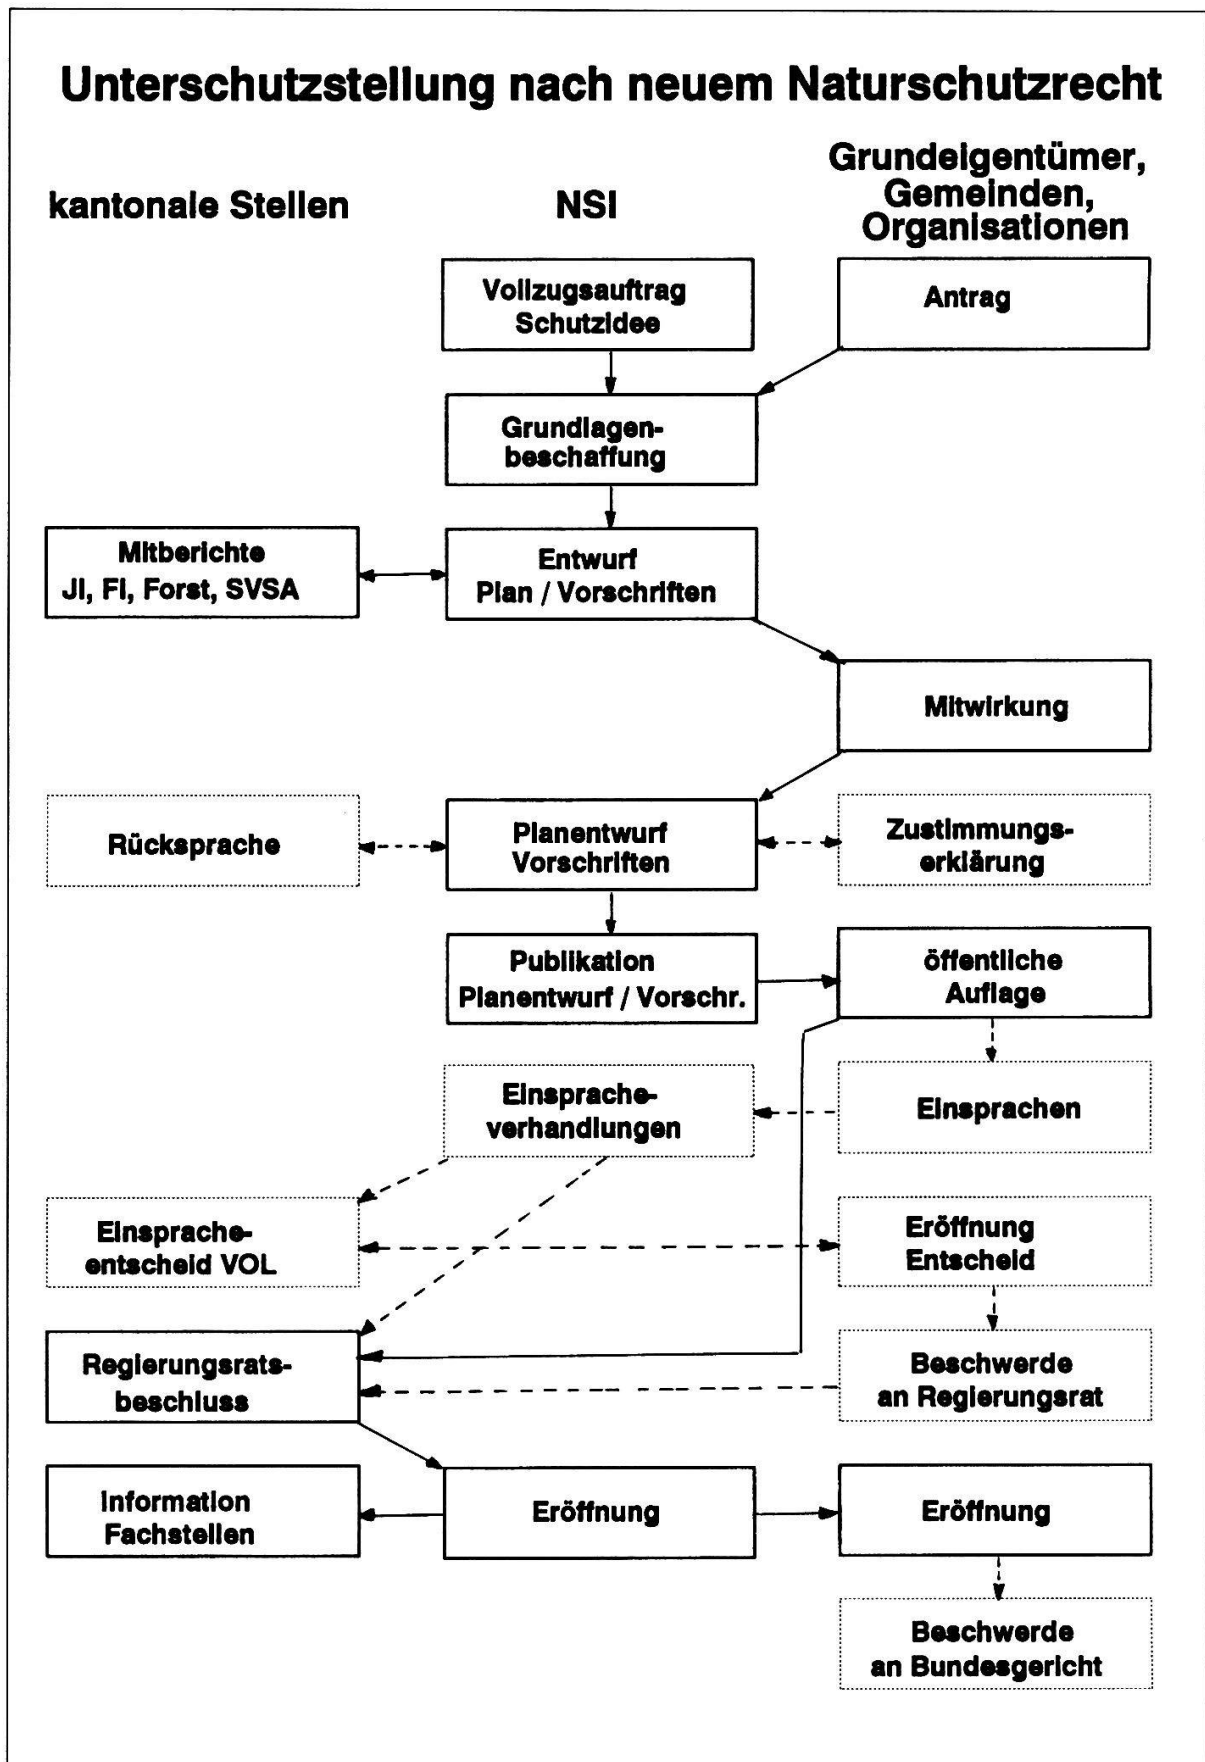 Unterschutzstellung nach neuem Naturschutzrecht
kantonale Stellen
NSI
Grundeigentümer,
Gemeinden,
Organisationen
Vollzugsauftrag
Schutzidee
Antrag
Grundlagen-
beschaffung
Mitberichte
JI, FI, Forst, SVSA
Entwurf
Plan / Vorschriften
Mitwirkung
Rücksprache
Planentwurf
Vorschriften
Zustimmungs-
erklärung
Publikation
Planentwurf / Vorschr.
öffentliche
Auflage
Einsprache-
verhandlungen
Einsprachen
Einsprache-
entscheid VOL
Eröffnung
Entscheid
Regierungsrats-
beschluss
Beschwerde
an Regierungsrat
Information
Fachstellen
Eröffnung
Eröffnung
Beschwerde
an Bundesgericht